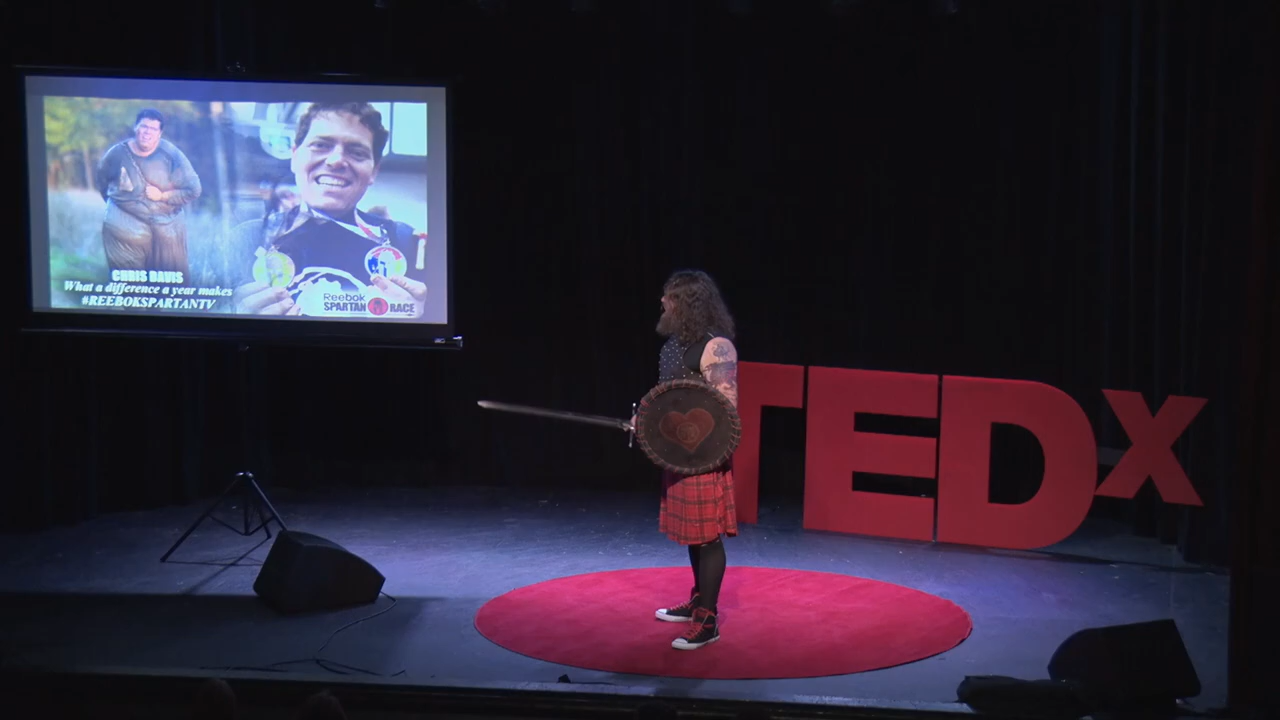 CHRIS DAVIS
What a difference a year makes
#REEBOKSPARTANTV
Reebok
SPARTAN RACE
TEDx